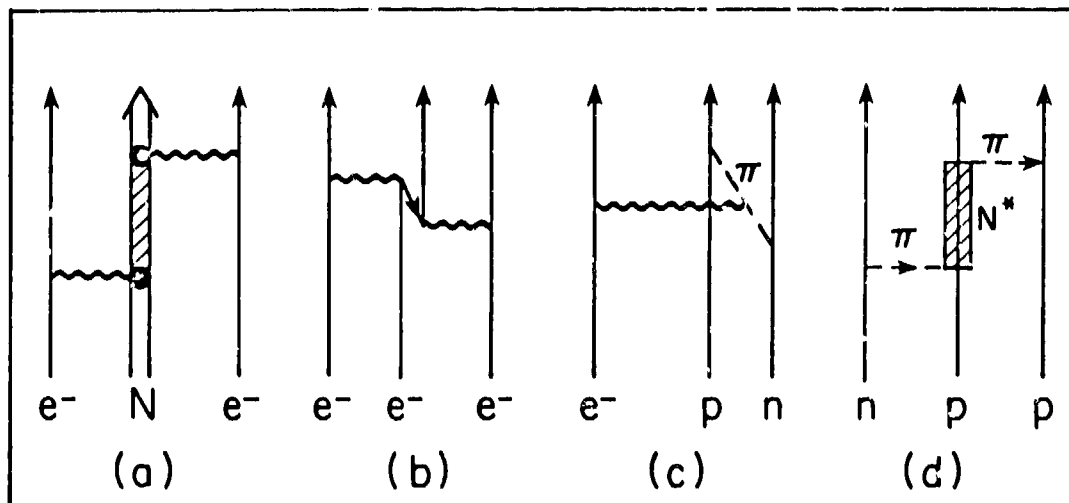 π
π
N*
π
e⁻ N e⁻ e⁻ e⁻ e⁻ e⁻ p n n p p
(a) (b) (c) (d)